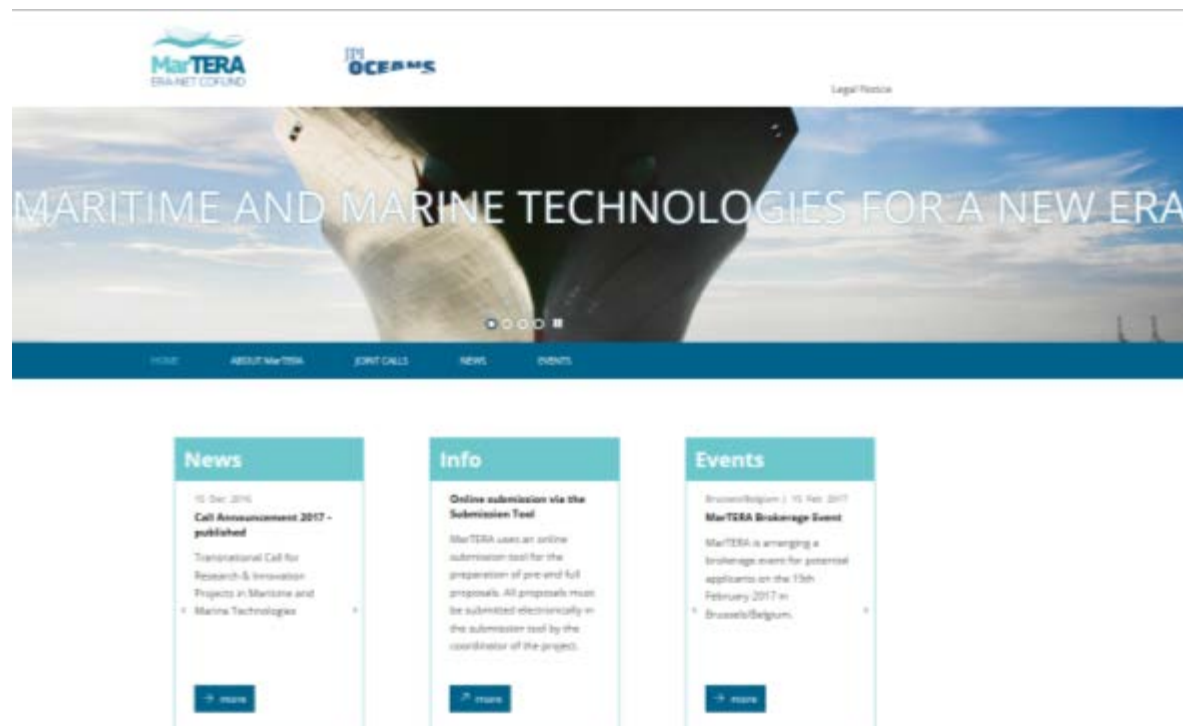 MarTERA
ERA-NET COFUND
JPI
OCEANS
Legal Notice
MARITIME AND MARINE TECHNOLOGIES FOR A NEW ERA
HOME ABOUT MarTERA JOINT CALLS NEWS EVENTS
News
Dec 2016
Call Announcement 2017 -
published
Transnational Call for
Research & Innovation
Projects in Maritime and
Marine Technologies
more
Info
Online submission via the
Submission Tool
MarTERA uses an online
submission tool for the
preparation of pre and full
proposals. All proposals must
be submitted electronically in
the submission tool by the
coordinator of the project.
more
Events
Brussels/Belgium | 15 Feb 2017
MarTERA Brokerage Event
MarTERA is arranging a
brokerage event for potential
applicants on the 15th
February 2017 in
Brussels/Belgium.
more